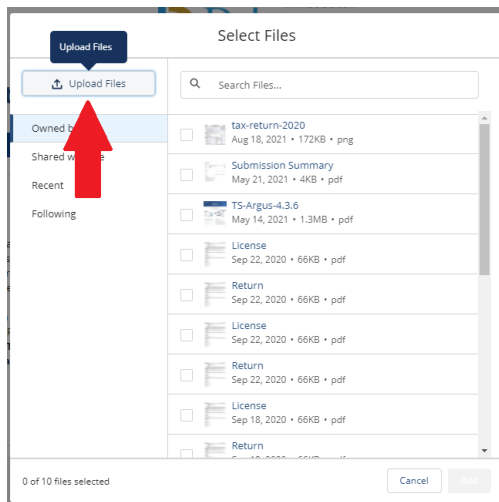 Select Files
Upload Files
Upload Files
Search Files...
Owned b
Shared w e
Recent
Following
tax-return-2020
Aug 18, 2021 • 172KB • png
Submission Summary
May 21, 2021 • 4KB • pdf
TS-Argus-4.3.6
May 14, 2021 • 1.3MB • pdf
License
Sep 22, 2020 • 66KB • pdf
Return
Sep 22, 2020 • 66KB • pdf
License
Sep 22, 2020 • 66KB • pdf
Return
Sep 22, 2020 • 66KB • pdf
License
Sep 18, 2020 • 66KB • pdf
Return
0 of 10 files selected
Cancel
Add